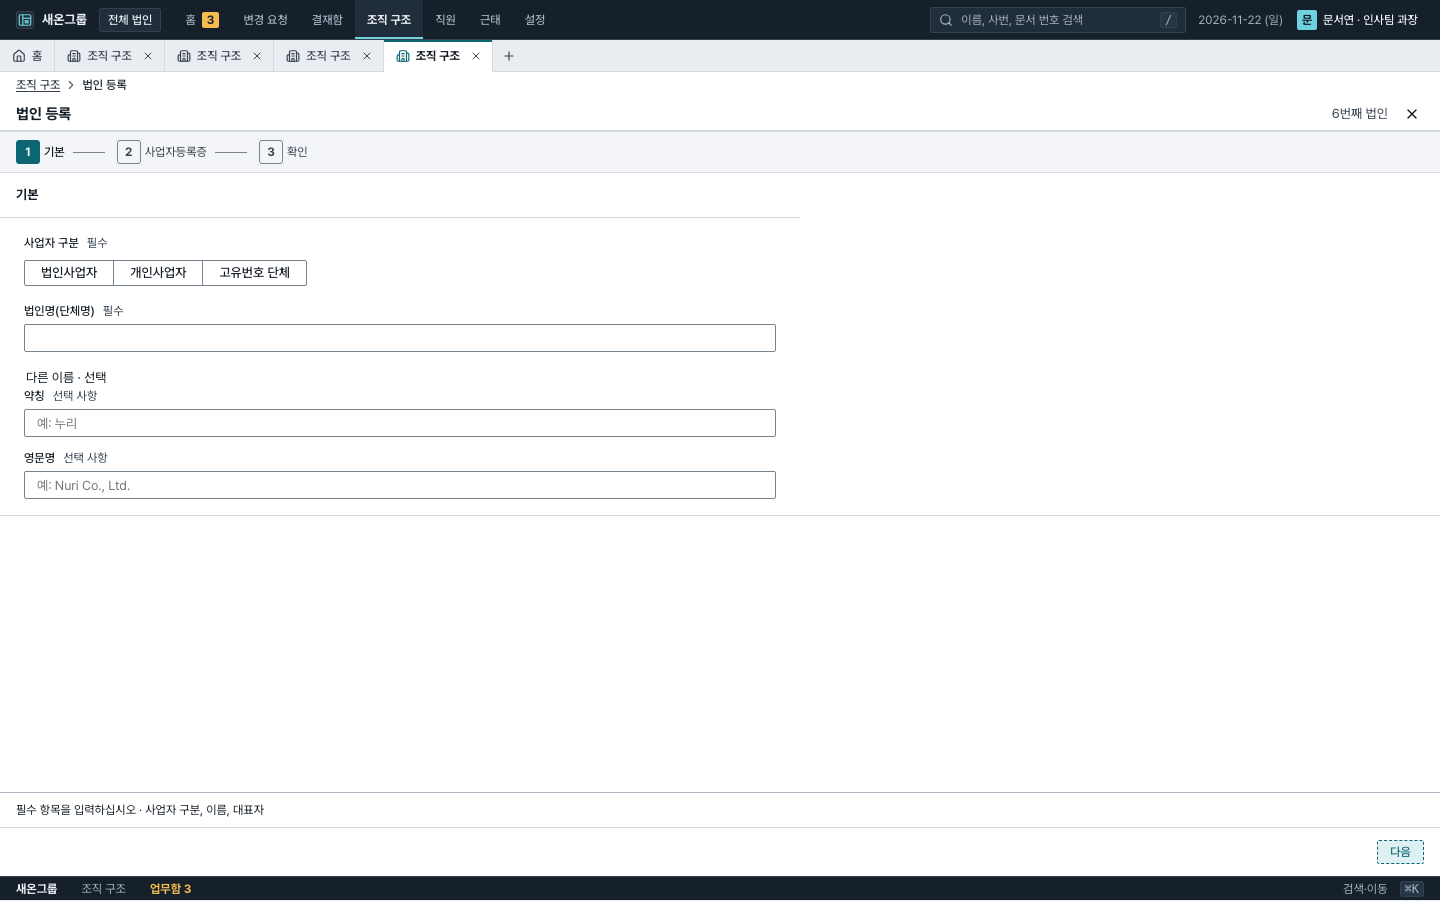 새온그룹 전체 법인 홈 3 변경 요청 결재함 조직 구조 직원 근태 설정 이름, 사번, 문서 번호 검색 / 2026-11-22 (일) 문 문서연 · 인사팀 과장
홈 조직 구조 조직 구조 조직 구조 조직 구조
조직 구조 법인 등록
법인 등록 6번째 법인
1 기본 2 사업자등록증 3 확인
기본
사업자 구분 필수
법인사업자 개인사업자 고유번호 단체
법인명(단체명) 필수
다른 이름 · 선택
약칭 선택 사항
예: 누리
영문명 선택 사항
예: Nuri Co., Ltd.
필수 항목을 입력하십시오 · 사업자 구분, 이름, 대표자
다음
새온그룹 조직 구조 업무함 3 검색·이동 ⌘K